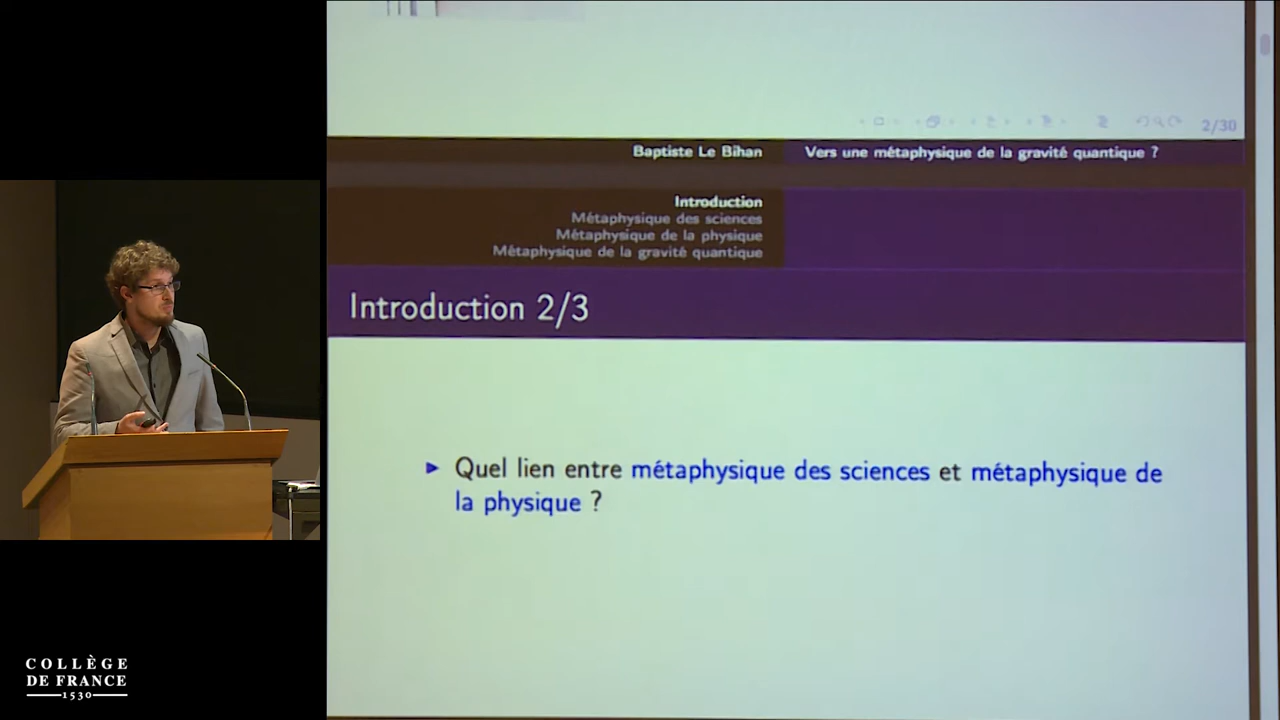 2/30
Baptiste Le Bihan
Vers une métaphysique de la gravité quantique ?
Introduction
Métaphysique des sciences
Métaphysique de la physique
Métaphysique de la gravité quantique
Introduction 2/3
Quel lien entre métaphysique des sciences et métaphysique de
la physique ?
COLLÈGE
DE FRANCE
1530